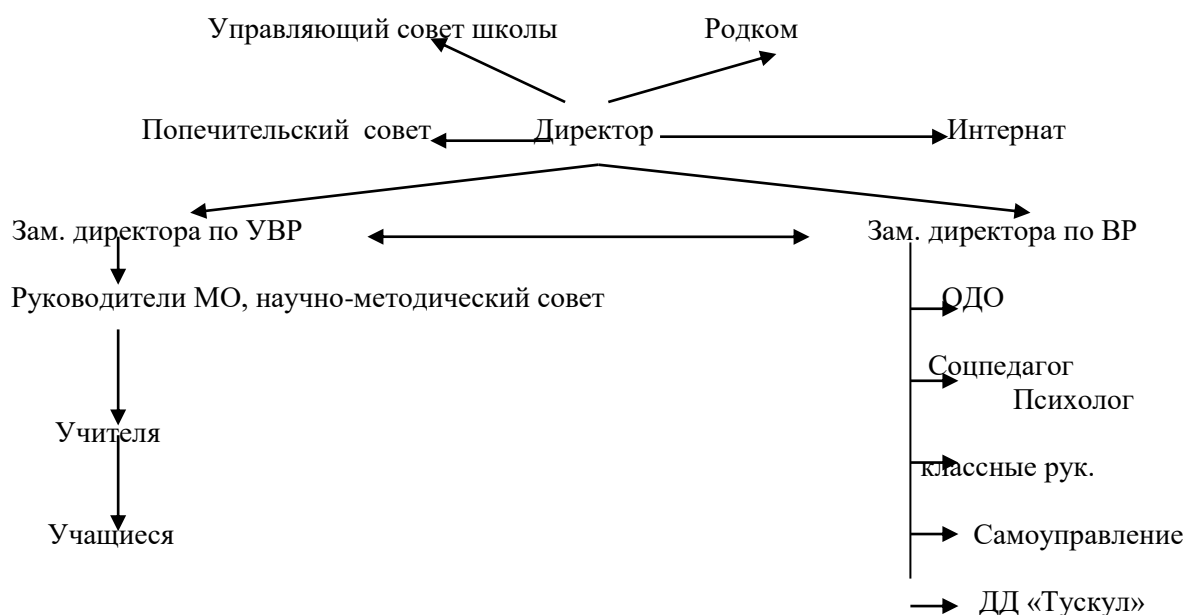 Управляющий совет школы Родком
Попечительский совет Директор Интернат
Зам. директора по УВР Зам. директора по ВР
Руководители МО, научно-методический совет ОДО
Соцпедагог
Психолог
Учителя
классные рук.
Учащиеся Самоуправление
ДД «Тускул»